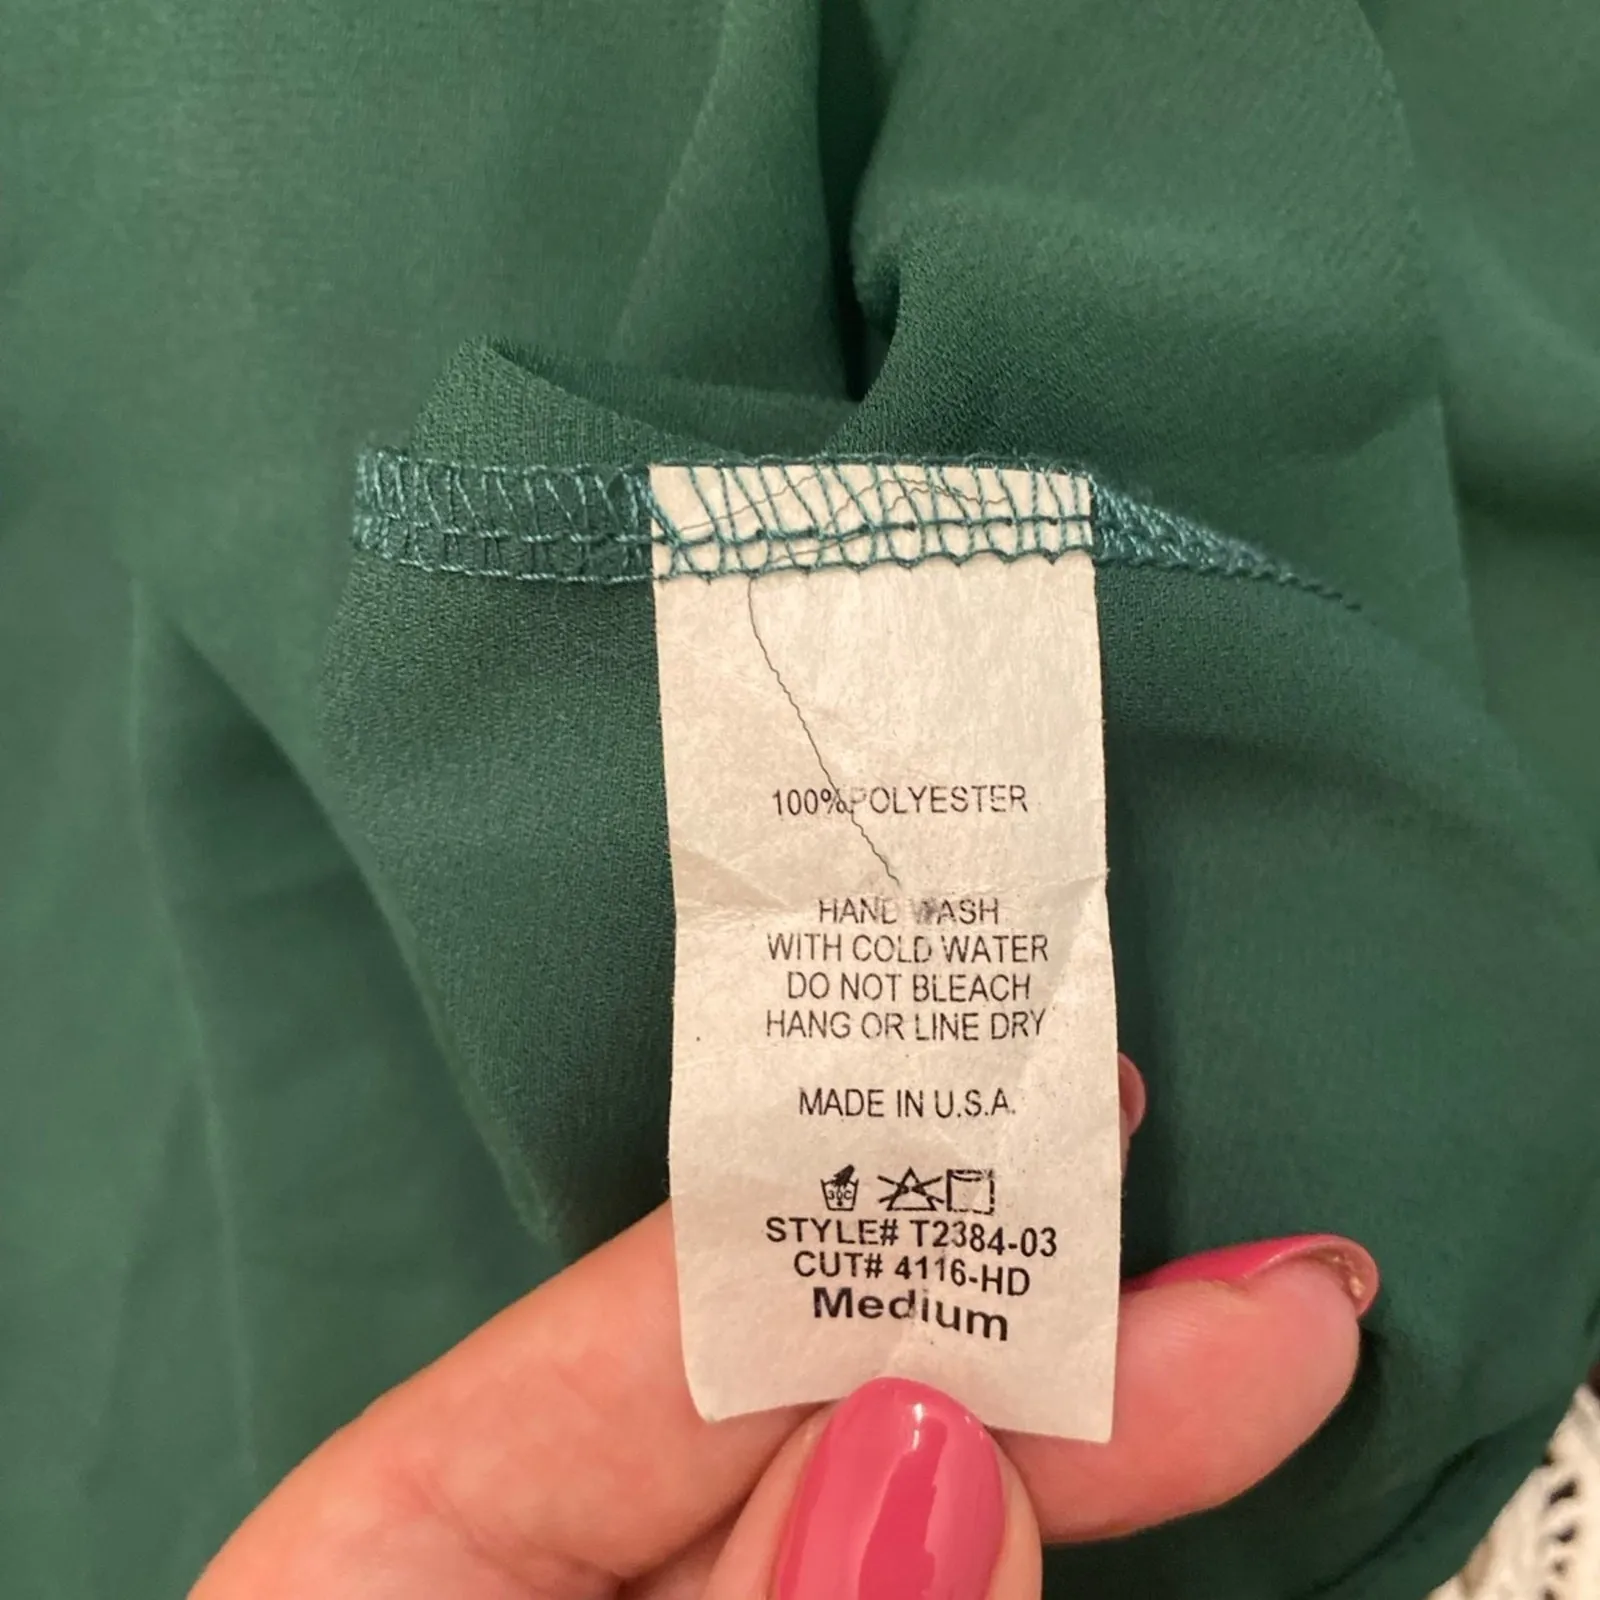 100% POLYESTER
HAND WASH
WITH COLD WATER
DO NOT BLEACH
HANG OR LINE DRY
MADE IN U.S.A.
30C
STYLE# T2384-03
CUT# 4116-HD
Medium